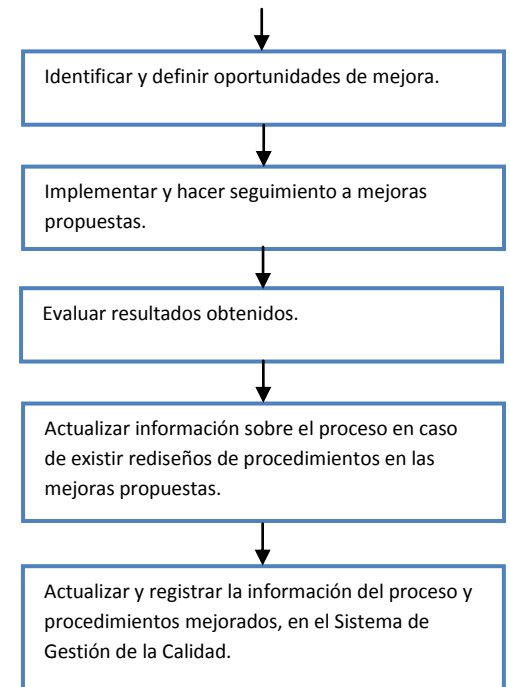 Identificar y definir oportunidades de mejora.
Implementar y hacer seguimiento a mejoras
propuestas.
Evaluar resultados obtenidos.
Actualizar información sobre el proceso en caso
de existir rediseños de procedimientos en las
mejoras propuestas.
Actualizar y registrar la información del proceso y
procedimientos mejorados, en el Sistema de
Gestión de la Calidad.